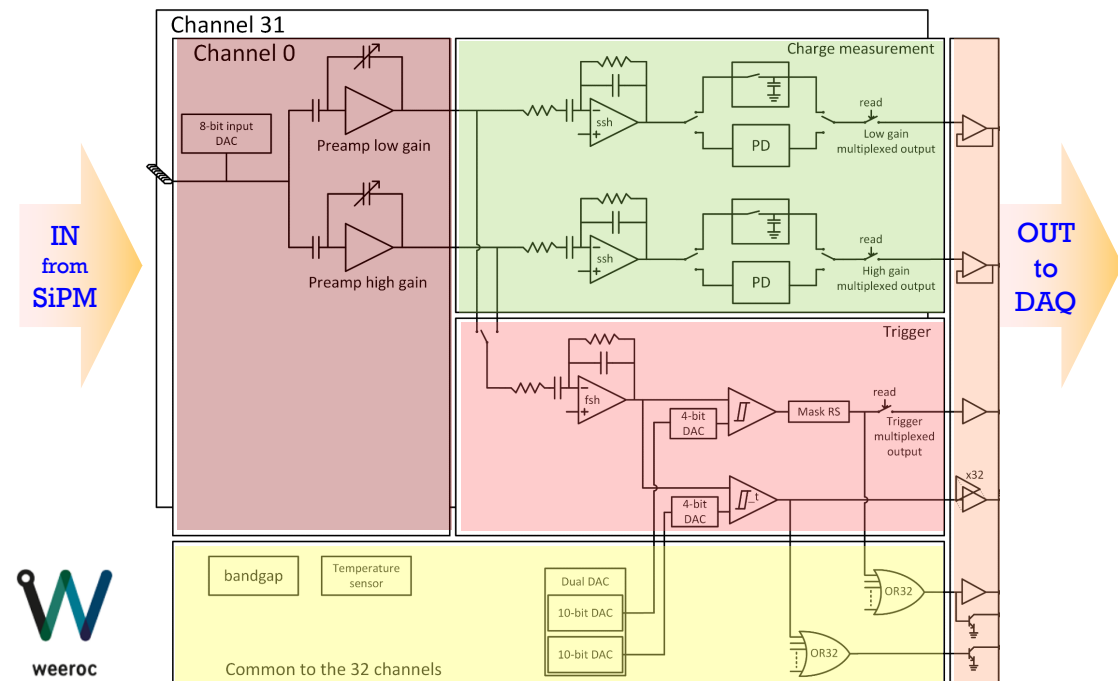 Channel 31
Channel 0
8-bit input
DAC
Preamp low gain
Preamp high gain
IN
from
SiPM
Charge measurement
ssh
PD
read
Low gain
multiplexed output
ssh
PD
read
High gain
multiplexed output
OUT
to
DAQ
Trigger
fsh
4-bit
DAC
Mask RS
read
Trigger
multiplexed
output
4-bit
DAC
_t
x32
bandgap
Temperature
sensor
Dual DAC
10-bit DAC
10-bit DAC
OR32
OR32
Common to the 32 channels
weeroc